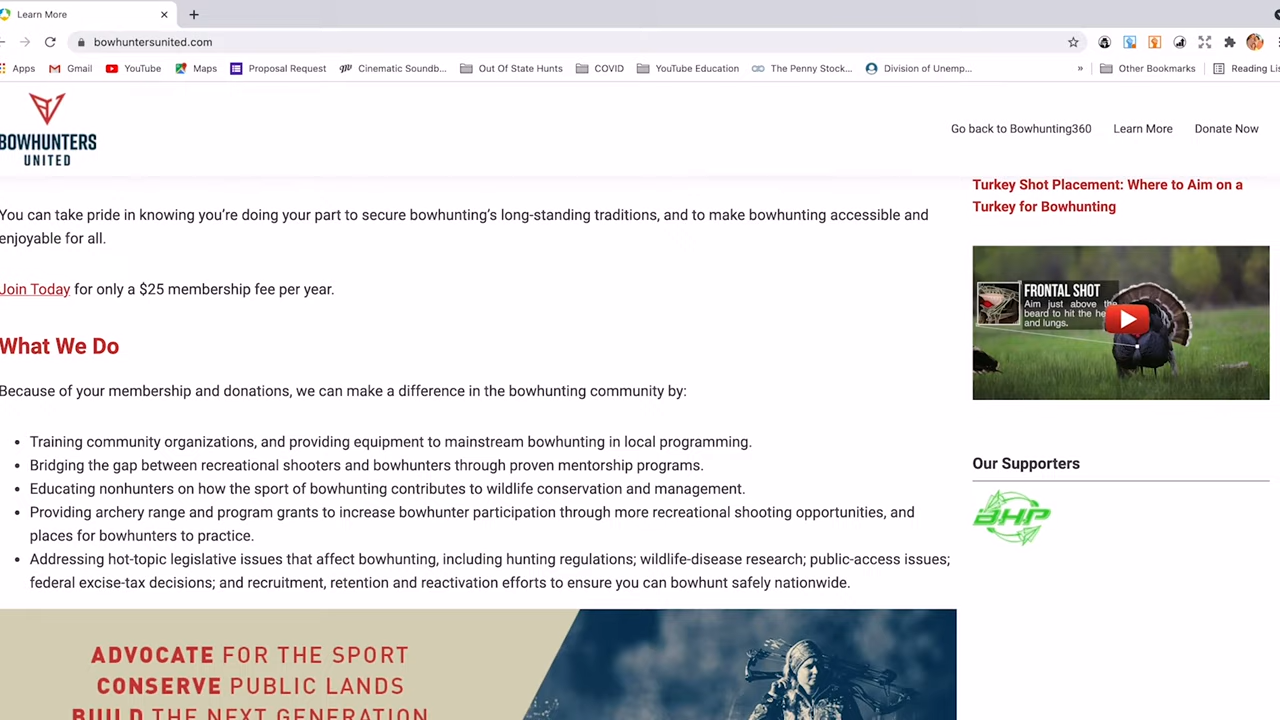 Learn More
bowhuntersunited.com
Apps Gmail YouTube Maps Proposal Request Cinematic Soundb... Out Of State Hunts COVID YouTube Education The Penny Stock... Division of Unemp... » Other Bookmarks Reading Lis
BOWHUNTERS
UNITED
Go back to Bowhunting360 Learn More Donate Now
You can take pride in knowing you're doing your part to secure bowhunting's long-standing traditions, and to make bowhunting accessible and
enjoyable for all.
Join Today for only a $25 membership fee per year.
What We Do
Because of your membership and donations, we can make a difference in the bowhunting community by:
• Training community organizations, and providing equipment to mainstream bowhunting in local programming.
• Bridging the gap between recreational shooters and bowhunters through proven mentorship programs.
• Educating nonhunters on how the sport of bowhunting contributes to wildlife conservation and management.
• Providing archery range and program grants to increase bowhunter participation through more recreational shooting opportunities, and
places for bowhunters to practice.
• Addressing hot-topic legislative issues that affect bowhunting, including hunting regulations; wildlife-disease research; public-access issues;
federal excise-tax decisions; and recruitment, retention and reactivation efforts to ensure you can bowhunt safely nationwide.
ADVOCATE FOR THE SPORT
CONSERVE PUBLIC LANDS
BUILD THE NEXT GENERATION
Turkey Shot Placement: Where to Aim on a
Turkey for Bowhunting
FRONTAL SHOT
Aim just above the
beard to hit the he
and lungs.
Our Supporters
BHP